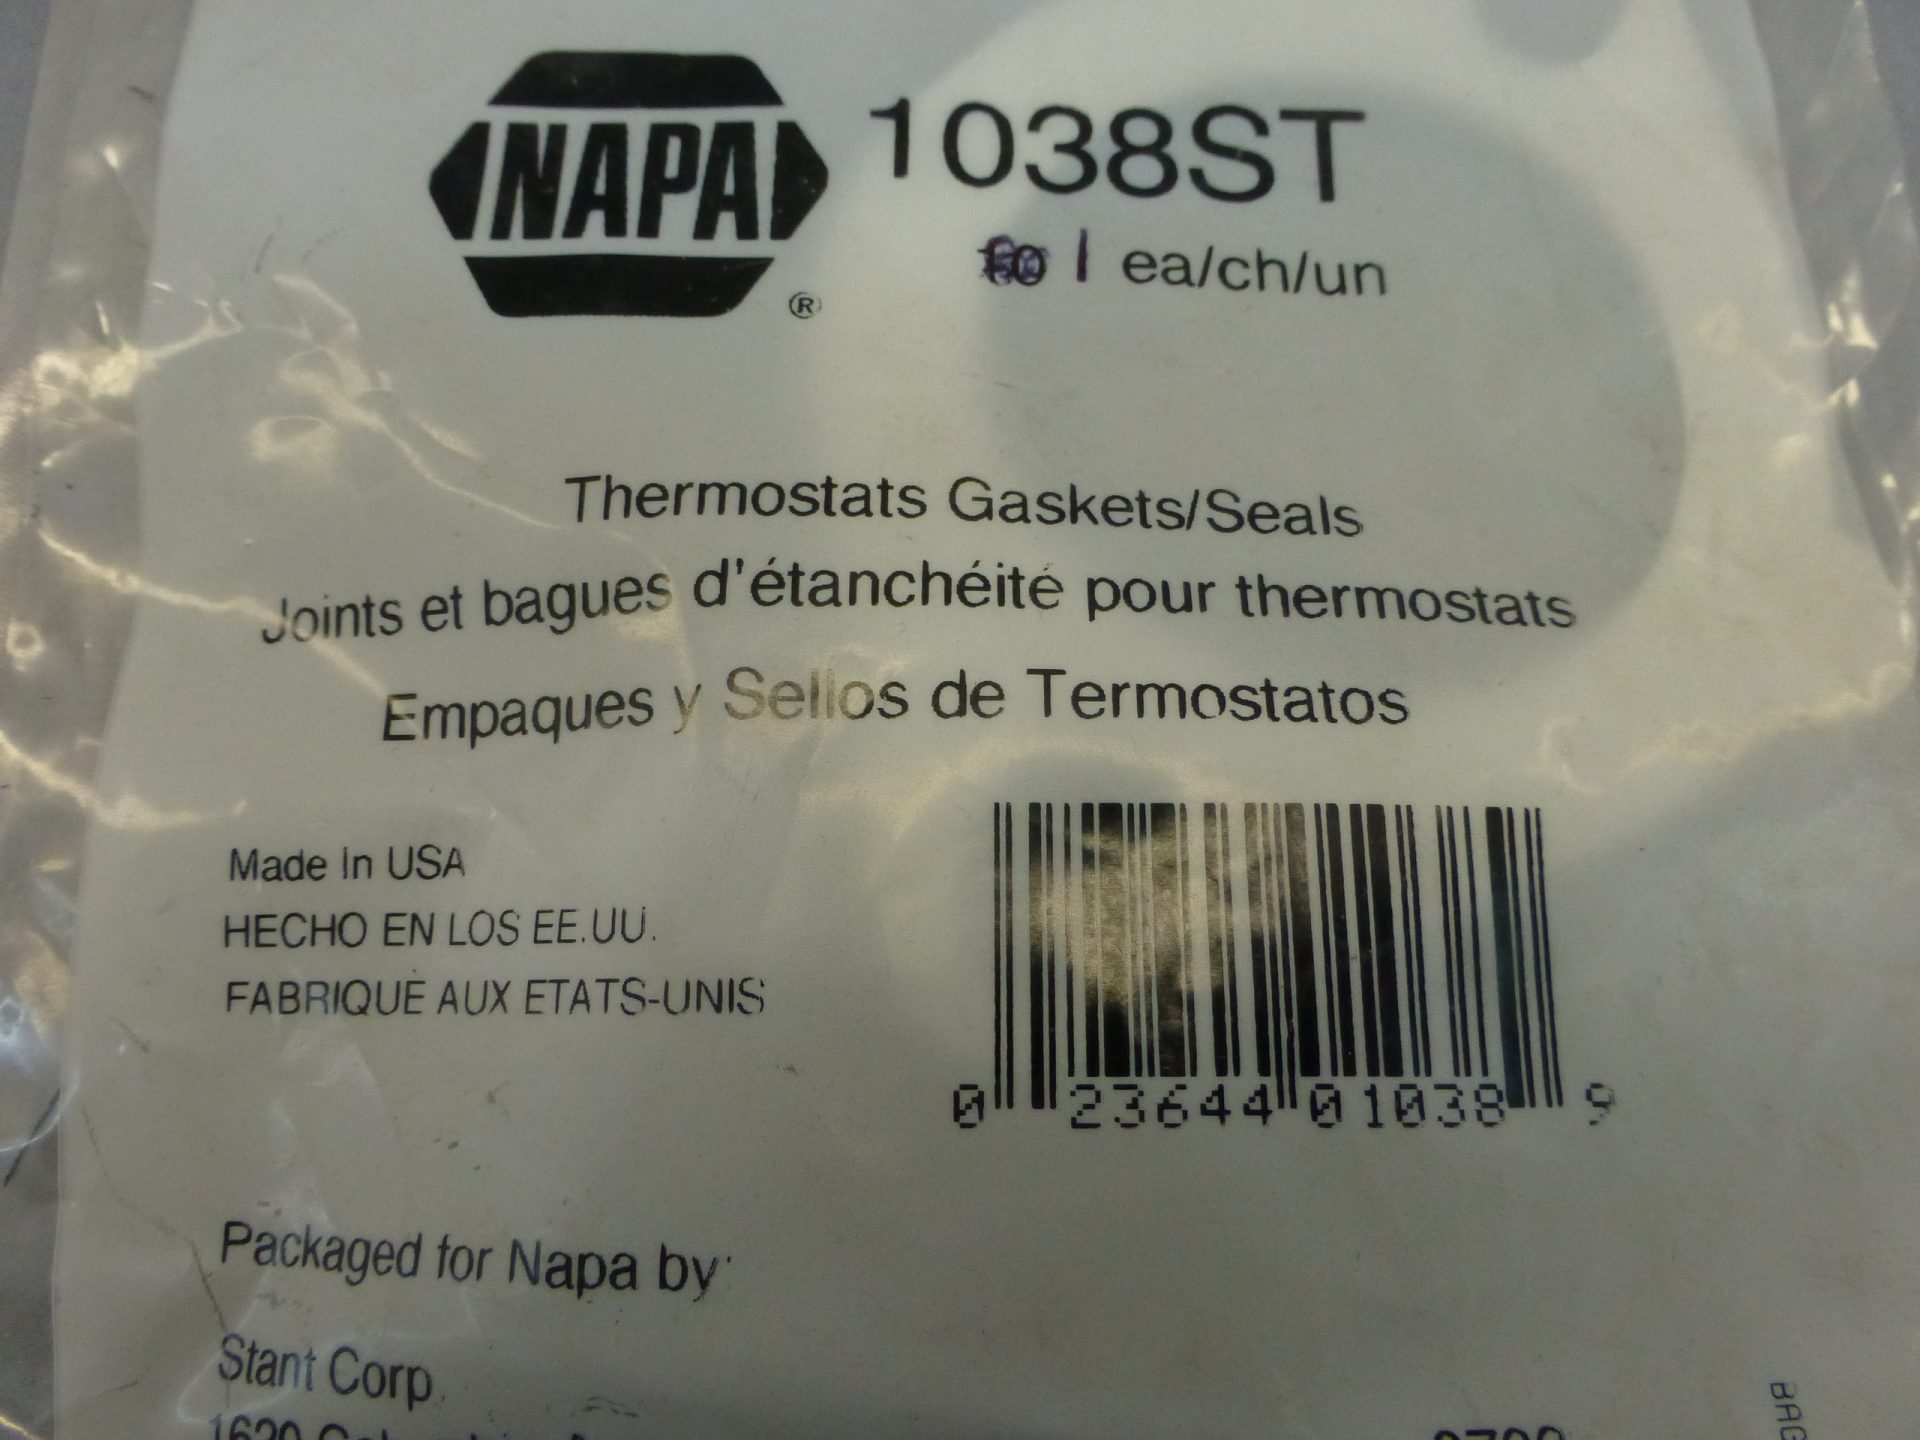 NAPA ®
1038ST
1 ea/ch/un
Thermostats Gaskets/Seals
Joints et bagues d'étanchéité pour thermostats
Empaques y Sellos de Termostatos
Made In USA
HECHO EN LOS EE.UU.
FABRIQUE AUX ETATS-UNIS
0 23644 01038 9
Packaged for Napa by:
Stant Corp.
1620
BAG